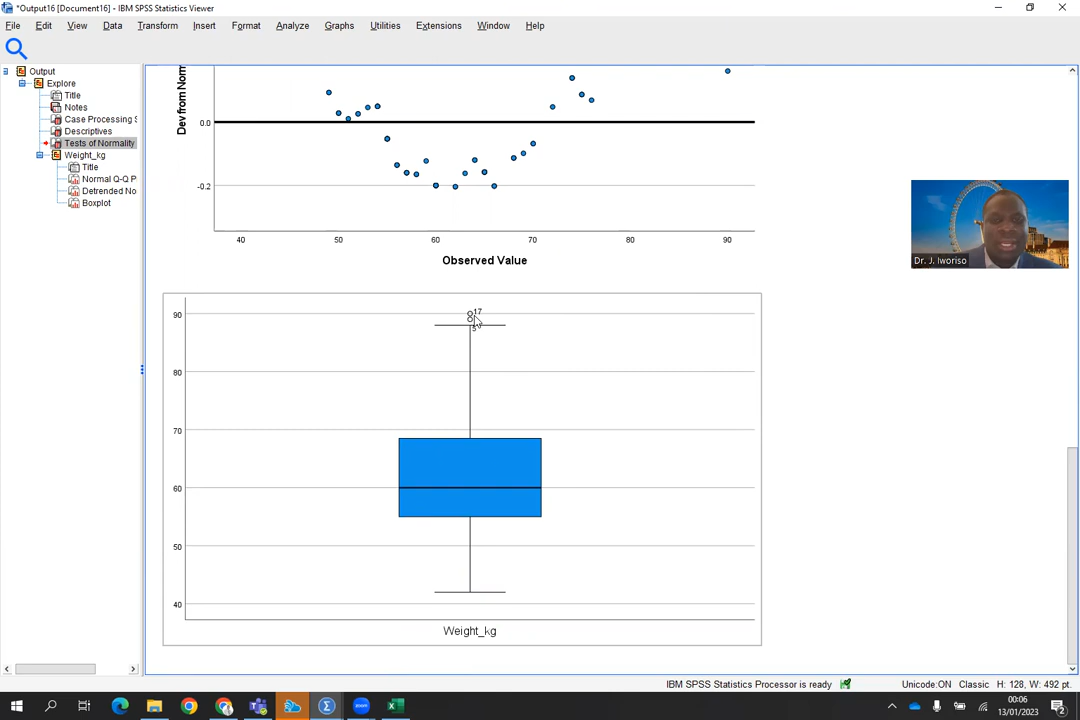 *Output16 [Document16] - IBM SPSS Statistics Viewer
File Edit View Data Transform Insert Format Graphs Analyze Utilities Extensions Window Help
Output
Explore
Title
Notes
Case Processing S
Descriptives
Tests of Normality
Weight_kg
Title
Normal Q-Q P
Detrended No
Boxplot
Dev from Norm
0.0
-0.2
40 50 60 70 80 90
Observed Value
Dr. J. Iworiso
90
80
70
60
50
40
17
5
Weight_kg
IBM SPSS Statistics Processor is ready
Unicode:ON Classic H: 128, W: 492 pt.
00:06
13/01/2023
2